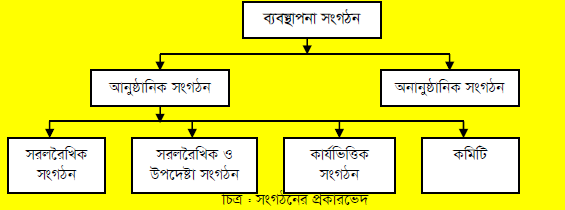 ব্যবস্থাপনা সংগঠন
আনুষ্ঠানিক সংগঠন
অনানুষ্ঠানিক সংগঠন
সরলরৈখিক
সংগঠন
সরলরৈখিক ও
উপদেষ্টা সংগঠন
কার্যভিত্তিক
সংগঠন
কমিটি
চিত্র : সংগঠনের প্রকারভেদ